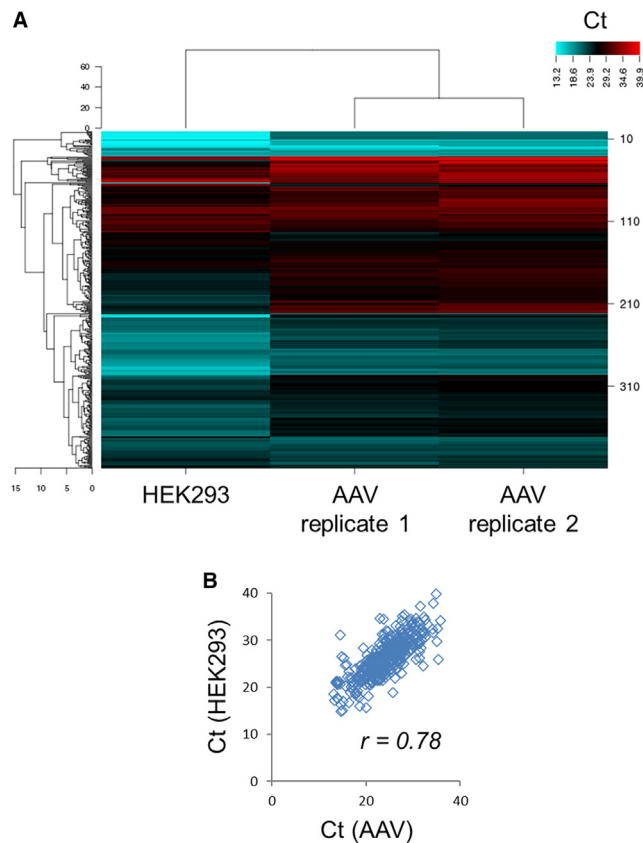 A
Ct
13.2 18.6 23.9 29.2 34.6 39.9
60
40
20
0
10
110
210
310
15 10 5 0
HEK293
AAV replicate 1
AAV replicate 2
B
Ct (HEK293)
40
30
20
10
0
r = 0.78
0 20 40
Ct (AAV)